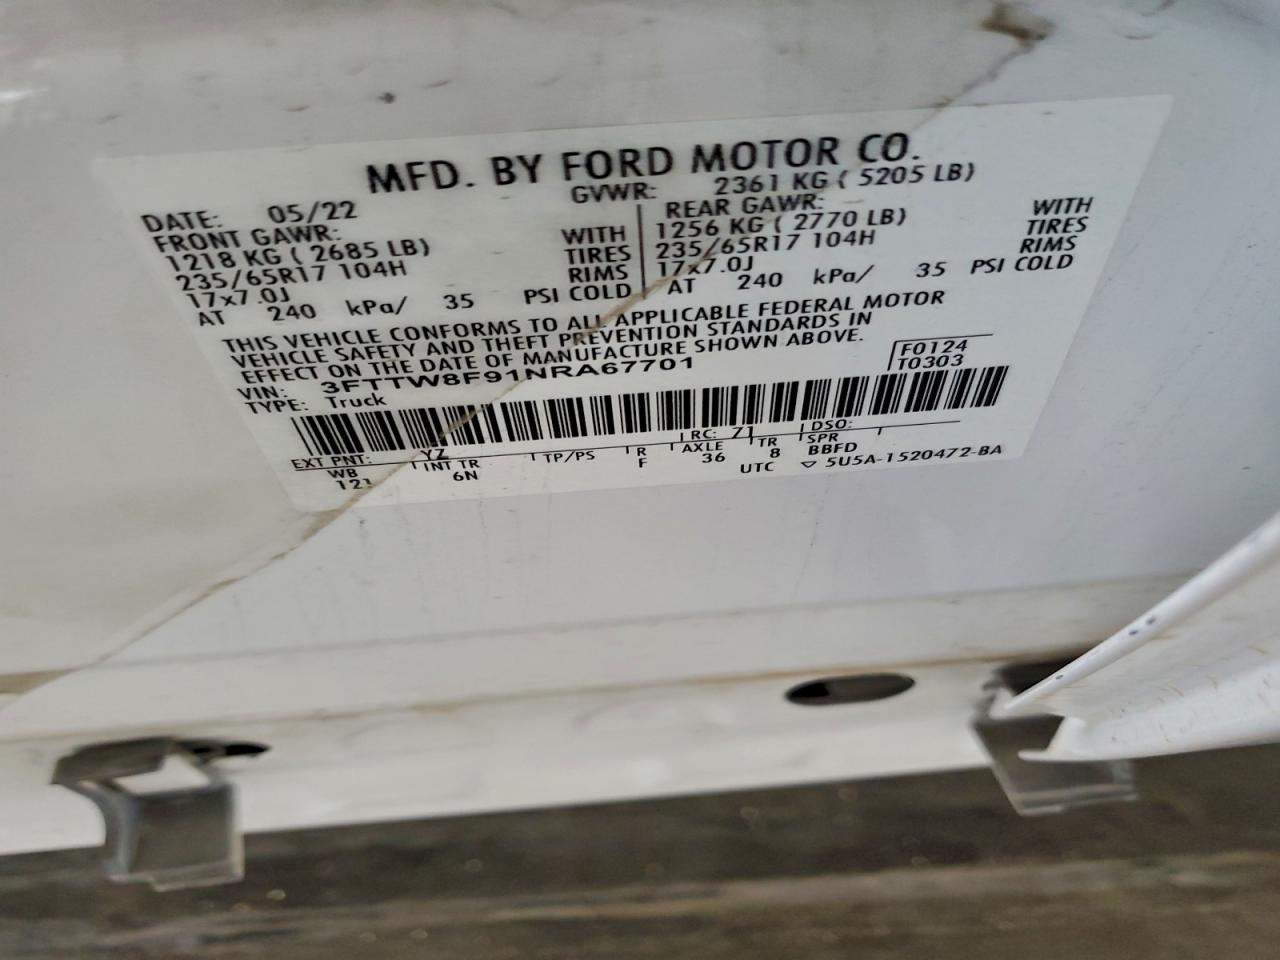 MFD. BY FORD MOTOR CO.
DATE: 05/22 GVWR: 2361 KG ( 5205 LB)
FRONT GAWR: REAR GAWR:
1218 KG ( 2685 LB) WITH 1256 KG ( 2770 LB) WITH
235/65R17 104H TIRES 235/65R17 104H TIRES
17x7.0J RIMS 17x7.0J RIMS
AT 240 kPa/ 35 PSI COLD AT 240 kPa/ 35 PSI COLD
THIS VEHICLE CONFORMS TO ALL APPLICABLE FEDERAL MOTOR
VEHICLE SAFETY AND THEFT PREVENTION STANDARDS IN
EFFECT ON THE DATE OF MANUFACTURE SHOWN ABOVE.
VIN: 3FTTW8F91NRA67701 F0124
TYPE: Truck T0303
EXT PNT: YZ RC: 71 DSO:
WB INT TR TP/PS R AXLE TR SPR
121 6N F 36 8 BBFD
UTC ▽ 5U5A-1520472-BA